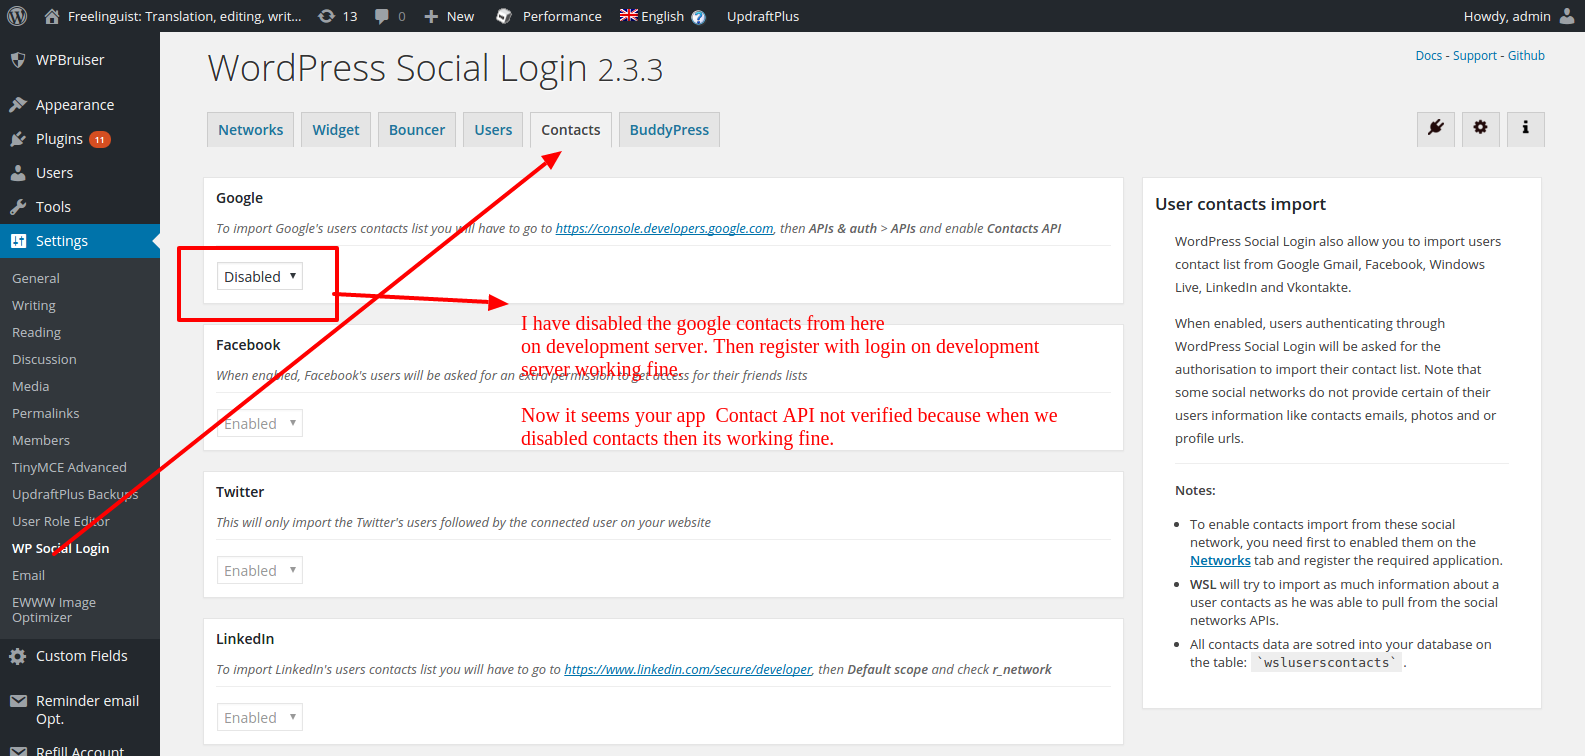 Freelinguist: Translation, editing, writ... 13 0 New Performance English UpdraftPlus Howdy, admin
WPBruiser
Appearance
Plugins 11
Users
Tools
Settings
General
Writing
Reading
Discussion
Media
Permalinks
Members
TinyMCE Advanced
UpdraftPlus Backups
User Role Editor
WP Social Login
Email
EWWW Image
Optimizer
Custom Fields
Reminder email
Opt.
Refill Account
WordPress Social Login 2.3.3
Docs - Support - Github
Networks Widget Bouncer Users Contacts BuddyPress
Google
To import Google's users contacts list you will have to go to https://console.developers.google.com, then APIs & auth > APIs and enable Contacts API
Disabled
I have disabled the google contacts from here
on development server. Then register with login on development
server working fine.
Facebook
When enabled, Facebook's users will be asked for an extra permission to get access for their friends lists
Enabled
Now it seems your app Contact API not verified because when we
disabled contacts then its working fine.
Twitter
This will only import the Twitter's users followed by the connected user on your website
Enabled
LinkedIn
To import LinkedIn's users contacts list you will have to go to https://www.linkedin.com/secure/developer, then Default scope and check r_network
Enabled
User contacts import
WordPress Social Login also allow you to import users
contact list from Google Gmail, Facebook, Windows
Live, LinkedIn and Vkontakte.
When enabled, users authenticating through
WordPress Social Login will be asked for the
authorisation to import their contact list. Note that
some social networks do not provide certain of their
users information like contacts emails, photos and or
profile urls.
Notes:
To enable contacts import from these social
network, you need first to enabled them on the
Networks tab and register the required application.
WSL will try to import as much information about a
user contacts as he was able to pull from the social
networks APIs.
All contacts data are sotred into your database on
the table: `wsluserscontacts` .